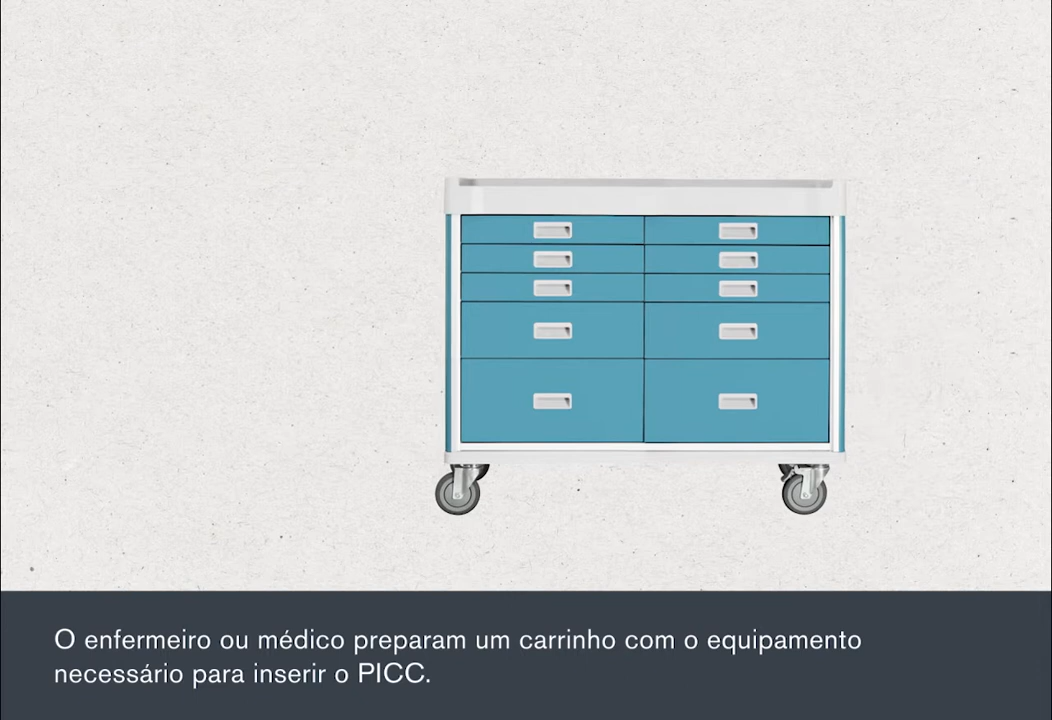 O enfermeiro ou médico preparam um carrinho com o equipamento
necessário para inserir o PICC.